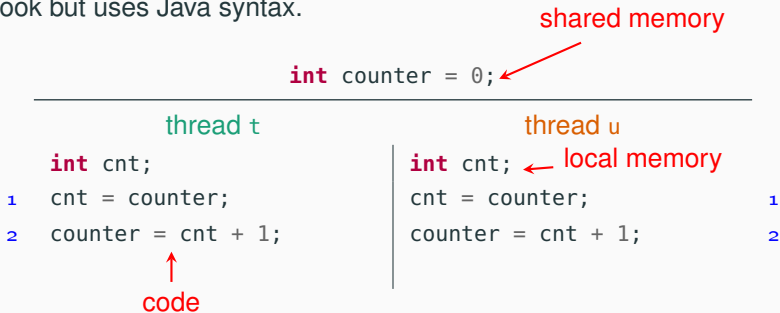 ook but uses Java syntax.
shared memory
int counter = 0;
thread t thread u
int cnt; int cnt; local memory
1 cnt = counter; cnt = counter; 1
2 counter = cnt + 1; counter = cnt + 1; 2
code